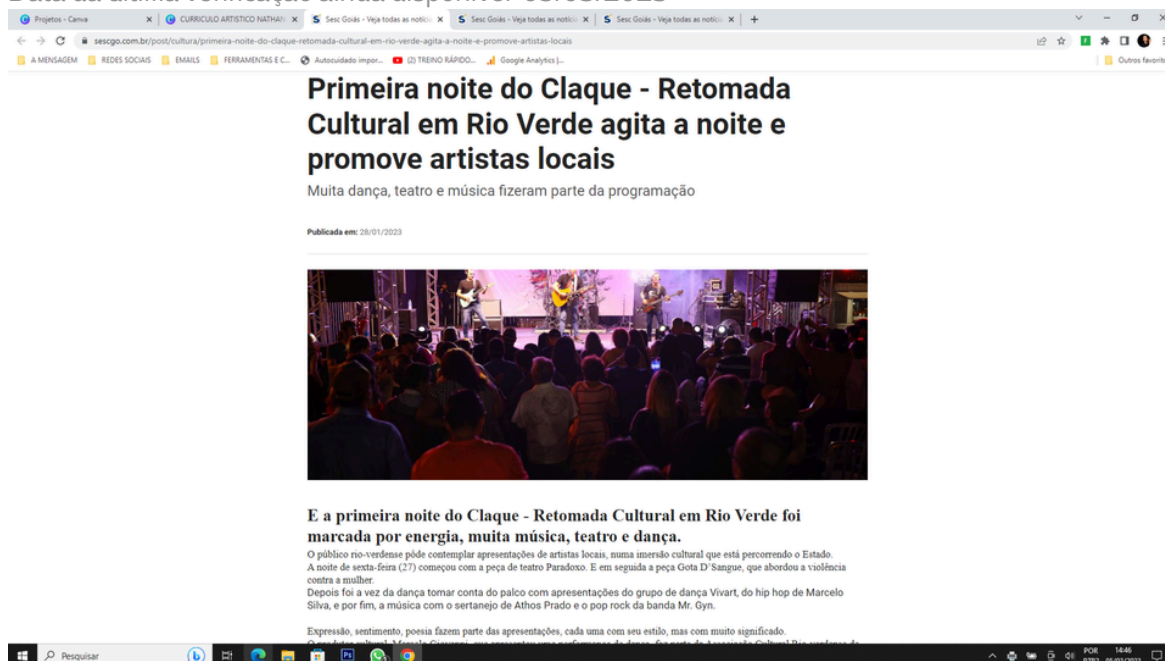 Projetos - Canva
CURRICULO ARTISTICO NATHAN
Sesc Goiás - Veja todas as notíci
Sesc Goiás - Veja todas as notíci
Sesc Goiás - Veja todas as notíci
sescgo.com.br/post/cultura/primeira-noite-do-claque-retomada-cultural-em-rio-verde-agita-a-noite-e-promove-artistas-locais
A MENSAGEM
REDES SOCIAIS
EMAILS
FERRAMENTAS E C...
Autocuidado impor...
(2) TREINO RÁPIDO...
Google Analytics |...
Outros favorit
Primeira noite do Claque - Retomada
Cultural em Rio Verde agita a noite e
promove artistas locais
Muita dança, teatro e música fizeram parte da programação
Publicada em: 28/01/2023
E a primeira noite do Claque - Retomada Cultural em Rio Verde foi
marcada por energia, muita música, teatro e dança.
O público rio-verdense pôde contemplar apresentações de artistas locais, numa imersão cultural que está percorrendo o Estado.
A noite de sexta-feira (27) começou com a peça de teatro Paradoxo. E em seguida a peça Gota D'Sangue, que abordou a violência
contra a mulher.
Depois foi a vez da dança tomar conta do palco com apresentações do grupo de dança Vivart, do hip hop de Marcelo
Silva, e por fim, a música com o sertanejo de Athos Prado e o pop rock da banda Mr. Gyn.
Expressão, sentimento, poesia fazem parte das apresentações, cada uma com seu estilo, mas com muito significado.
Pesquisar
Ps
POR
14:46